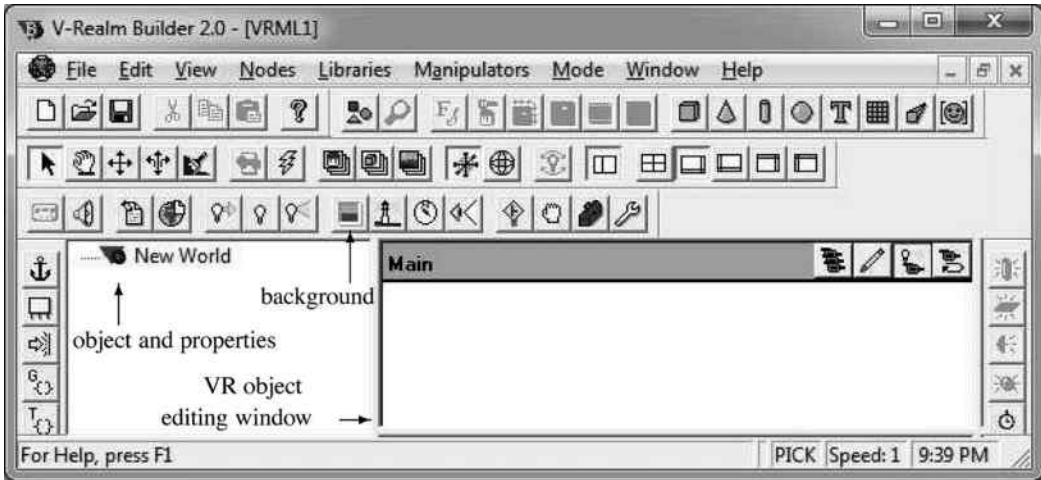 V-Realm Builder 2.0 - [VRML1]
File Edit View Nodes Libraries Manipulators Mode Window Help
New World
Main
background
object and properties
VR object
editing window
For Help, press F1
PICK Speed: 1 9:39 PM